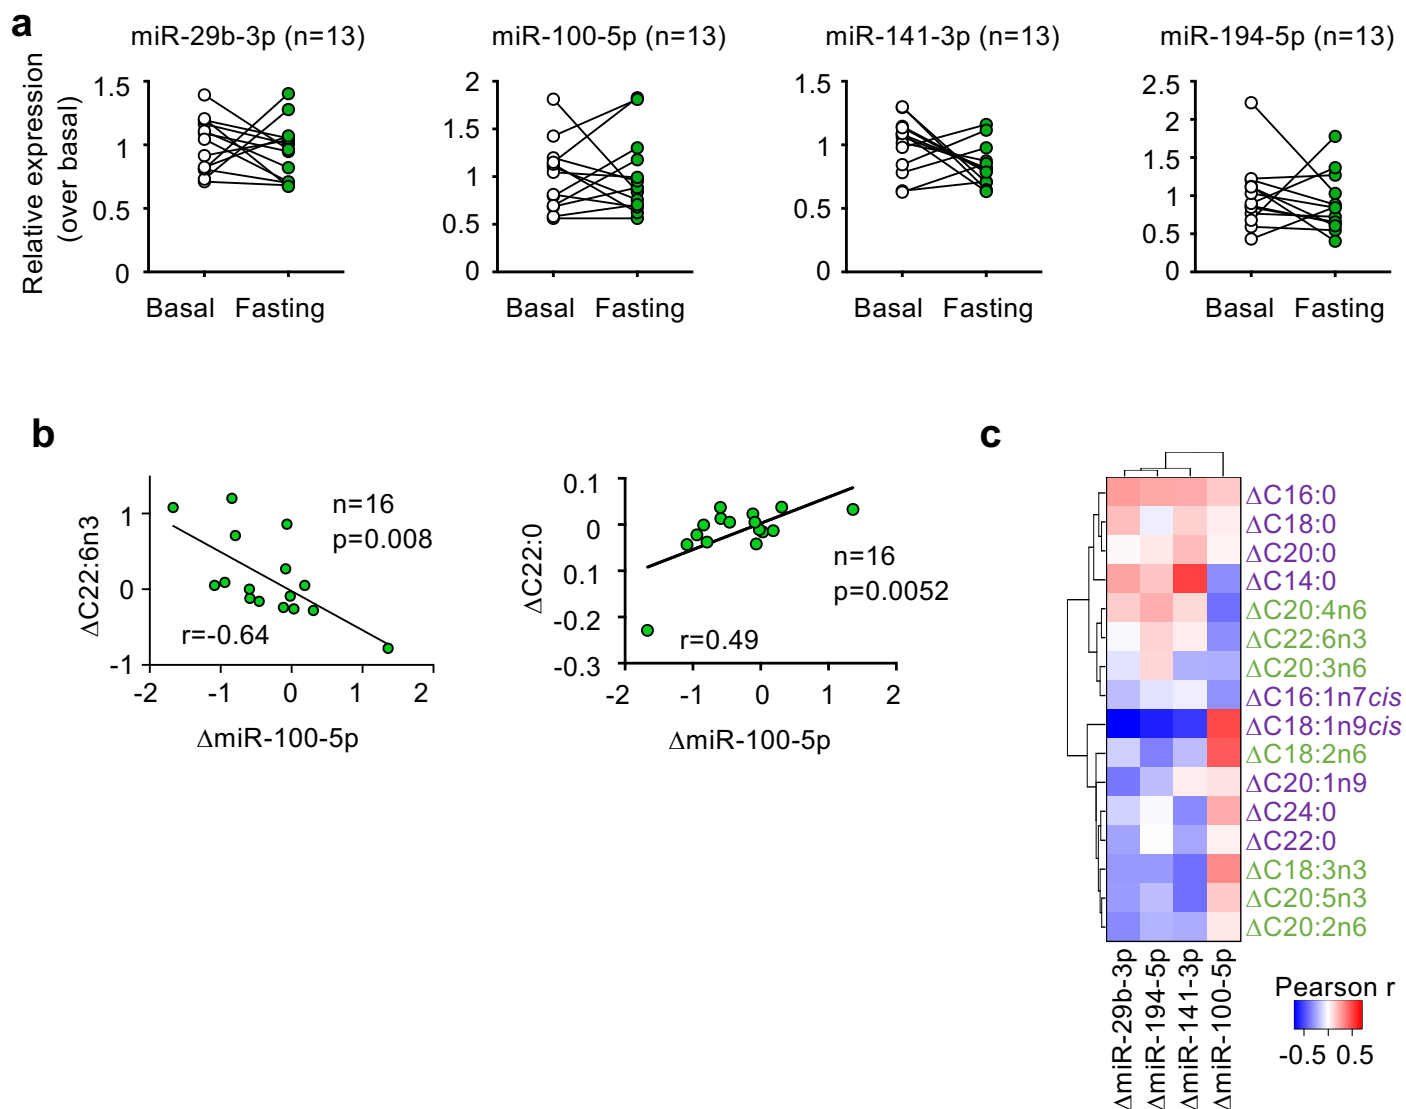 a
miR-29b-3p (n=13)
miR-100-5p (n=13)
miR-141-3p (n=13)
miR-194-5p (n=13)
Relative expression
(over basal)
1.5
1
0.5
0
Basal Fasting
2
1.5
1
0.5
0
Basal Fasting
1.5
1
0.5
0
Basal Fasting
2.5
2
1.5
1
0.5
0
Basal Fasting
b
ΔC22:6n3
1
0
-1
n=16
p=0.008
r=-0.64
-2 -1 0 1 2
ΔmiR-100-5p
ΔC22:0
0.1
0
0.1
-0.2
-0.3
n=16
p=0.0052
r=0.49
-2 -1 0 1 2
ΔmiR-100-5p
c
ΔC16:0
ΔC18:0
ΔC20:0
ΔC14:0
ΔC20:4n6
ΔC22:6n3
ΔC20:3n6
ΔC16:1n7cis
ΔC18:1n9cis
ΔC18:2n6
ΔC20:1n9
ΔC24:0
ΔC22:0
ΔC18:3n3
ΔC20:5n3
ΔC20:2n6
ΔmiR-29b-3p
ΔmiR-194-5p
ΔmiR-141-3p
ΔmiR-100-5p
Pearson r
-0.5 0.5